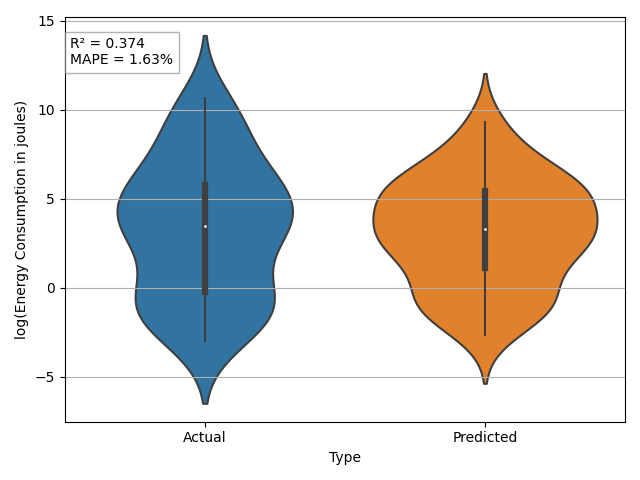 R² = 0.374
MAPE = 1.63%
15
10
5
0
−5
log(Energy Consumption in joules)
Actual
Predicted
Type